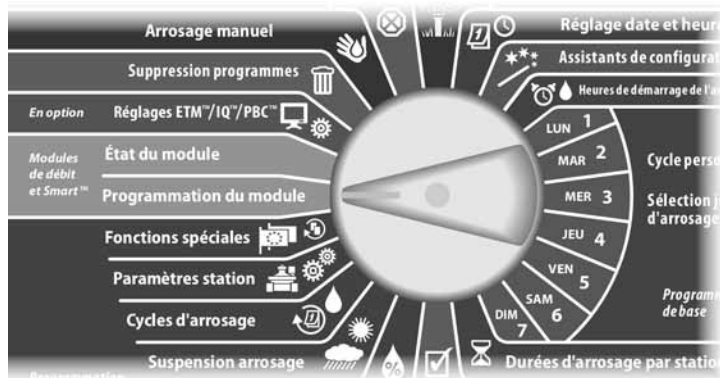 Arrosage manuel
Suppression programmes
En option
Réglages ETM™/IQ™/PBC™
Modules
de débit
et Smart™
État du module
Programmation du module
Fonctions spéciales
Paramètres station
Cycles d'arrosage
Suspension arrosage
Réglage date et heur
Assistants de configurat
Heures de démarrage de l'a
LUN 1
MAR 2
MER 3
JEU 4
VEN 5
SAM 6
DIM 7
Cycle perso
Sélection j
d'arrosage
Programm
de base
Durées d'arrosage par statio
%
1